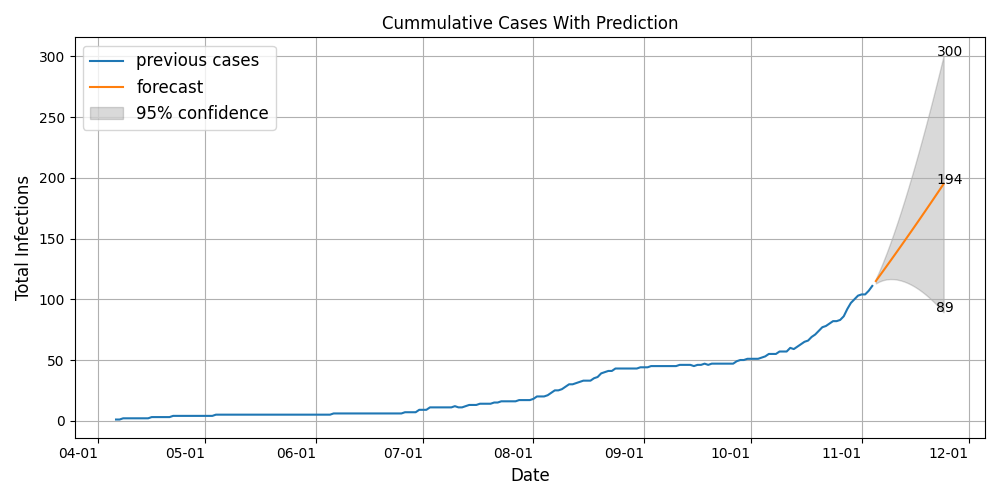 Cummulative Cases With Prediction
previous cases
forecast
95% confidence
300
250
200
150
100
50
0
Total Infections
300
194
89
04-01 05-01 06-01 07-01 08-01 09-01 10-01 11-01 12-01
Date